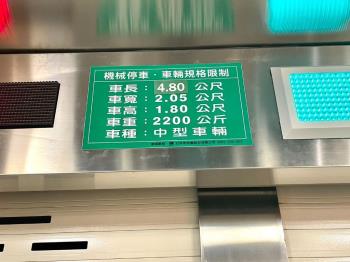 機械停車．車輛規格限制
車長：4.80 公尺
車寬：2.05 公尺
車高：1.80 公尺
車重：2200 公斤
車種：中型車輛